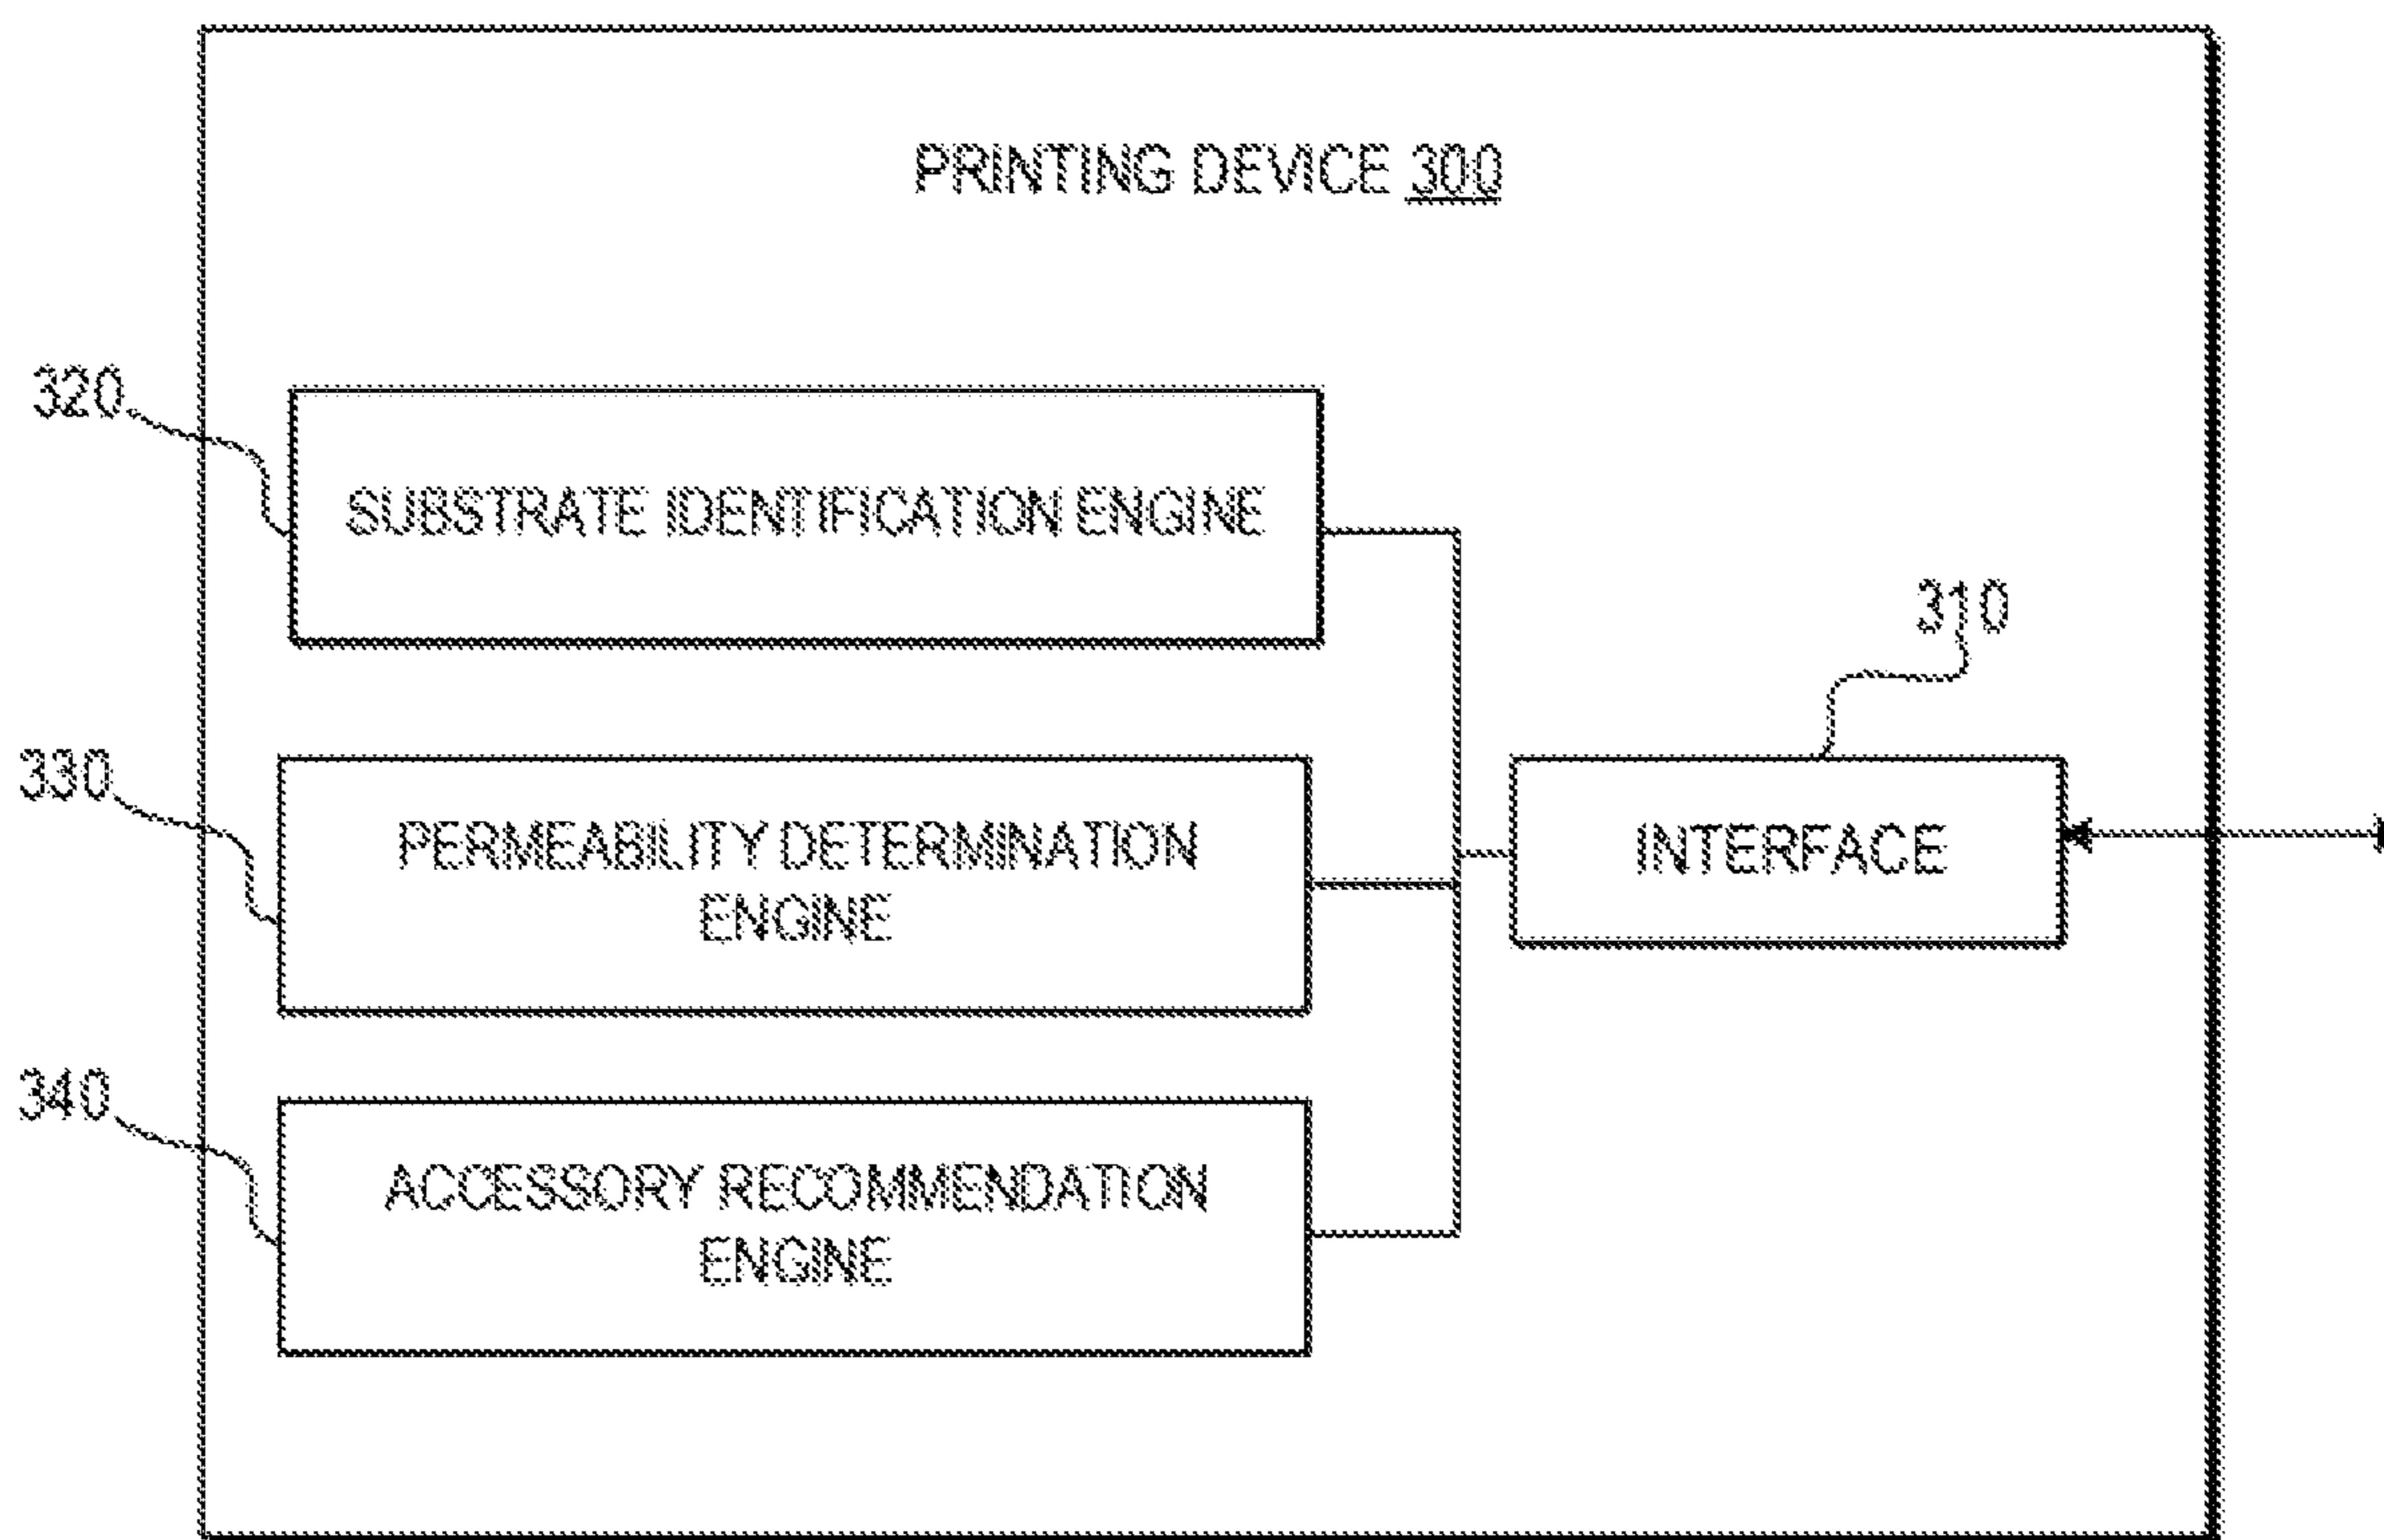 PRINTING DEVICE 300
320
SUBSTRATE IDENTIFICATION ENGINE
310
330
PERMEABILITY DETERMINATION
ENGINE
INTERFACE
340
ACCESSORY RECOMMENDATION
ENGINE